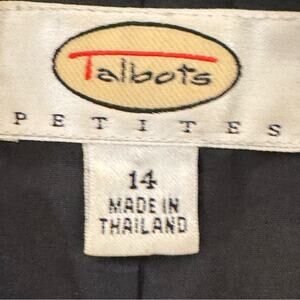 Talbots
PETITES
14
MADE IN
THAILAND